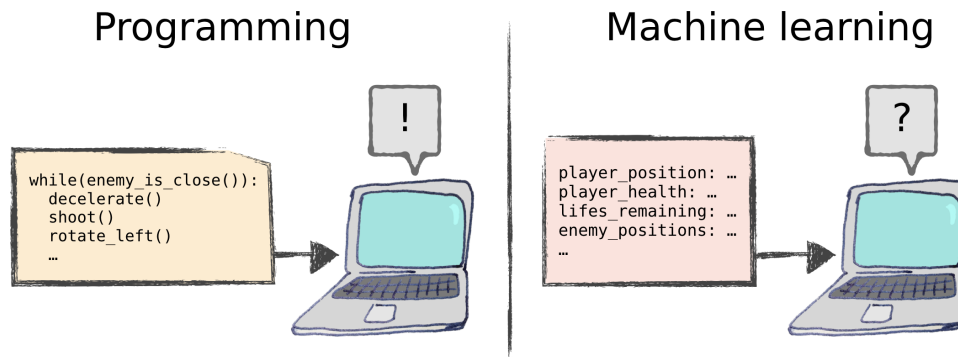 Programming
!
while(enemy_is_close()):
  decelerate()
  shoot()
  rotate_left()
  …
Machine learning
?
player_position: …
player_health: …
lifes_remaining: …
enemy_positions: …
…